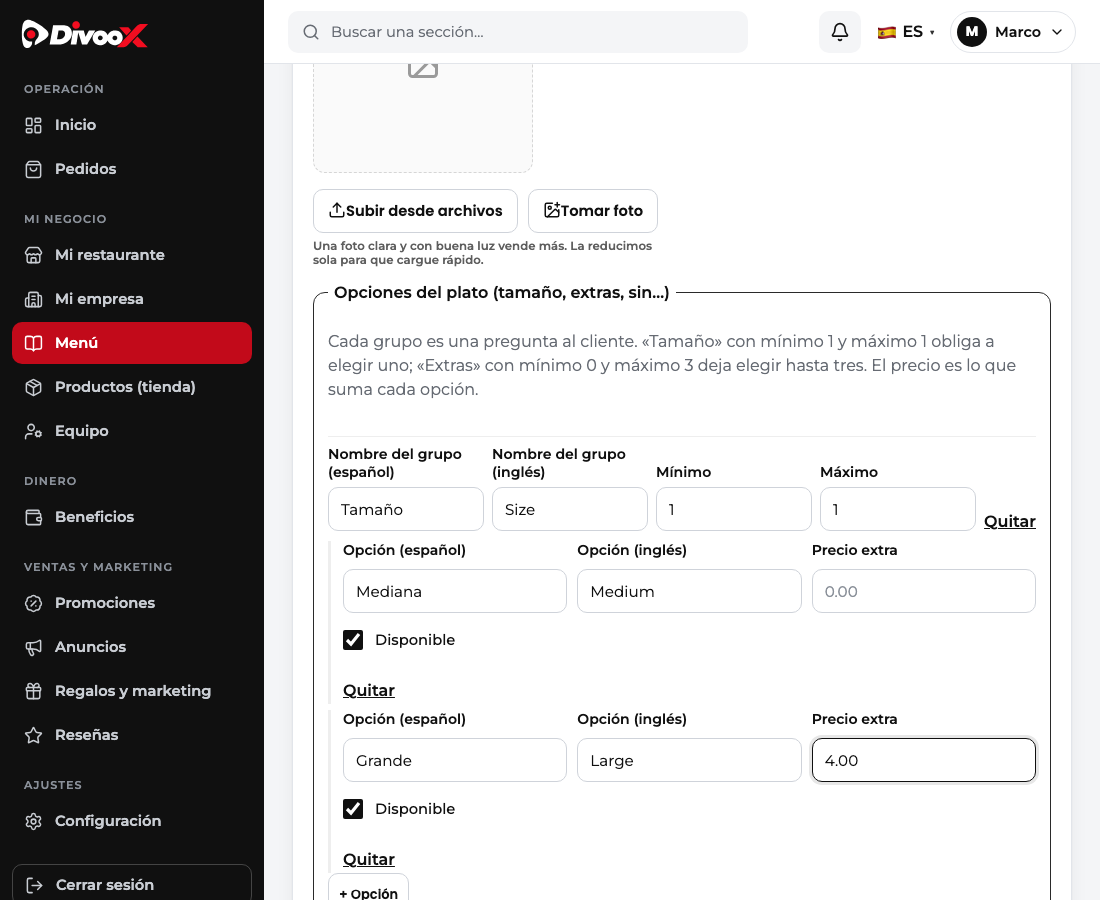 DivooX
Buscar una sección...
ES
M
Marco
OPERACIÓN
Inicio
Pedidos
MI NEGOCIO
Mi restaurante
Mi empresa
Menú
Productos (tienda)
Equipo
DINERO
Beneficios
VENTAS Y MARKETING
Promociones
Anuncios
Regalos y marketing
Reseñas
AJUSTES
Configuración
Cerrar sesión
Subir desde archivos
Tomar foto
Una foto clara y con buena luz vende más. La reducimos
sola para que cargue rápido.
Opciones del plato (tamaño, extras, sin...)
Cada grupo es una pregunta al cliente. «Tamaño» con mínimo 1 y máximo 1 obliga a
elegir uno; «Extras» con mínimo 0 y máximo 3 deja elegir hasta tres. El precio es lo que
suma cada opción.
Nombre del grupo
(español)
Nombre del grupo
(inglés)
Mínimo
Máximo
Tamaño
Size
1
1
Quitar
Opción (español)
Opción (inglés)
Precio extra
Mediana
Medium
0.00
Disponible
Quitar
Opción (español)
Opción (inglés)
Precio extra
Grande
Large
4.00
Disponible
Quitar
+ Opción